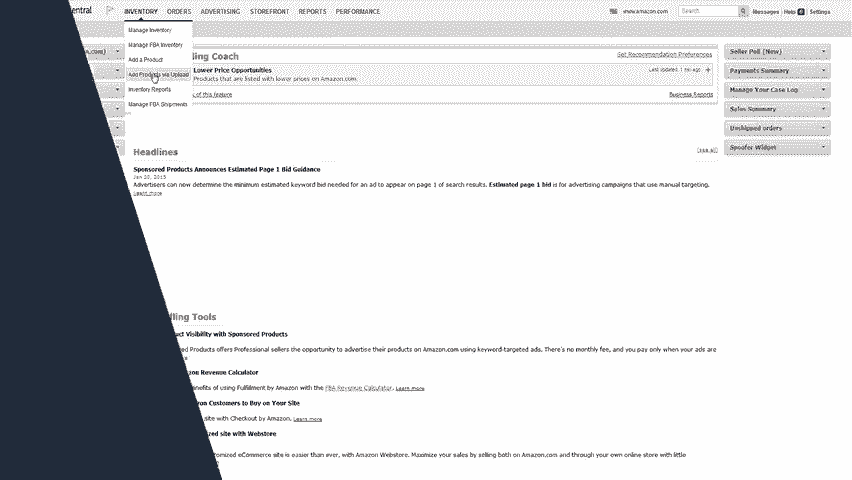 entral
INVENTORY ORDERS ADVERTISING STOREFRONT REPORTS PERFORMANCE
www.amazon.com Search Messages | Help | Settings
Manage Inventory
Manage FBA Inventory
Add a Product
Add Products via Upload
Inventory Reports
Manage FBA Shipments
ling Coach
Set Recommendation Preferences
Lower Price Opportunities
Last updated: 1 hr. ago
Products that are listed with lower prices on Amazon.com.
of this feature
Business Reports
Seller Poll (New)
Payments Summary
Manage Your Case Log
Sales Summary
Unshipped orders
Spoofer Widget
Headlines
(see all)
Sponsored Products Announces Estimated Page 1 Bid Guidance
Jan 20, 2015
Advertisers can now determine the minimum estimated keyword bid needed for an ad to appear on page 1 of search results. Estimated page 1 bid is for advertising campaigns that use manual targeting.
Learn more
lling Tools
uct Visibility with Sponsored Products
ed Products offers Professional sellers the opportunity to advertise their products on Amazon.com using keyword-targeted ads. There's no monthly fee, and you pay only when your ads are
zon Revenue Calculator
enefits of using Fulfillment by Amazon with the FBA Revenue Calculator. Learn more
on Customers to Buy on Your Site
site with Checkout by Amazon. Learn more
ized site with Webstore
omized eCommerce site is easier than ever, with Amazon Webstore. Maximize your sales by selling both on Amazon.com and through your own online store with little